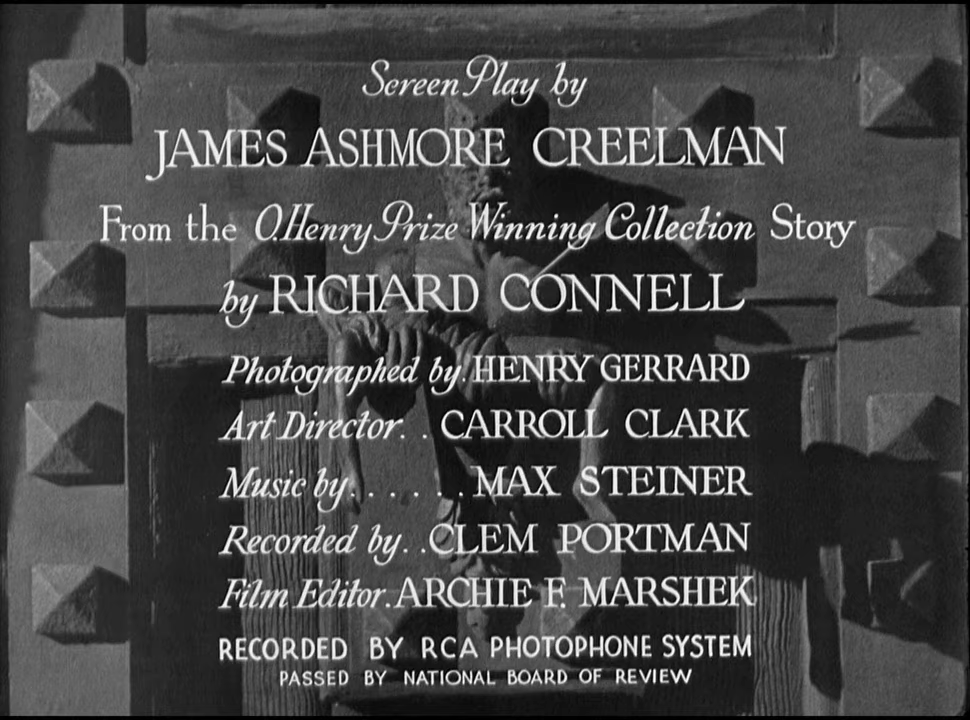 Screen Play by
JAMES ASHMORE CREELMAN
From the O. Henry Prize Winning Collection Story
by RICHARD CONNELL
Photographed by. HENRY GERRARD
Art Director. . CARROLL CLARK
Music by. . . . . . MAX STEINER
Recorded by. . CLEM PORTMAN
Film Editor. ARCHIE F. MARSHEK
RECORDED BY RCA PHOTOPHONE SYSTEM
PASSED BY NATIONAL BOARD OF REVIEW